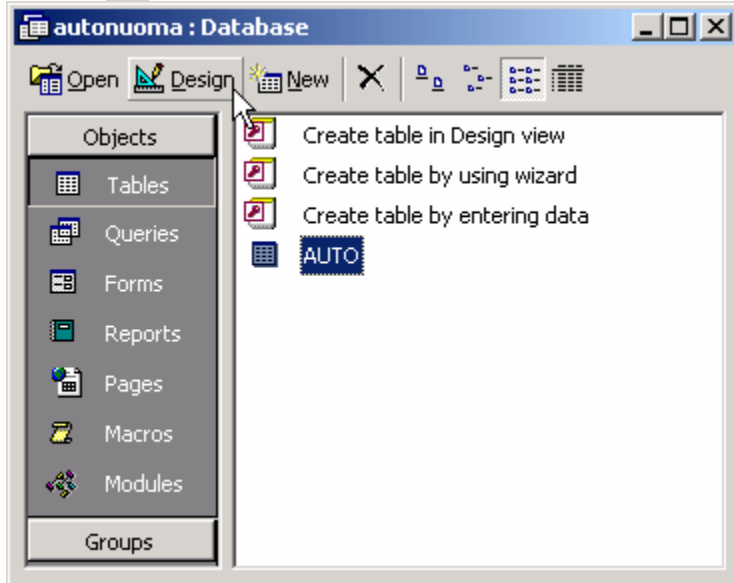 autonuoma : Database
Open Design New
Objects
Tables
Queries
Forms
Reports
Pages
Macros
Modules
Groups
Create table in Design view
Create table by using wizard
Create table by entering data
AUTO